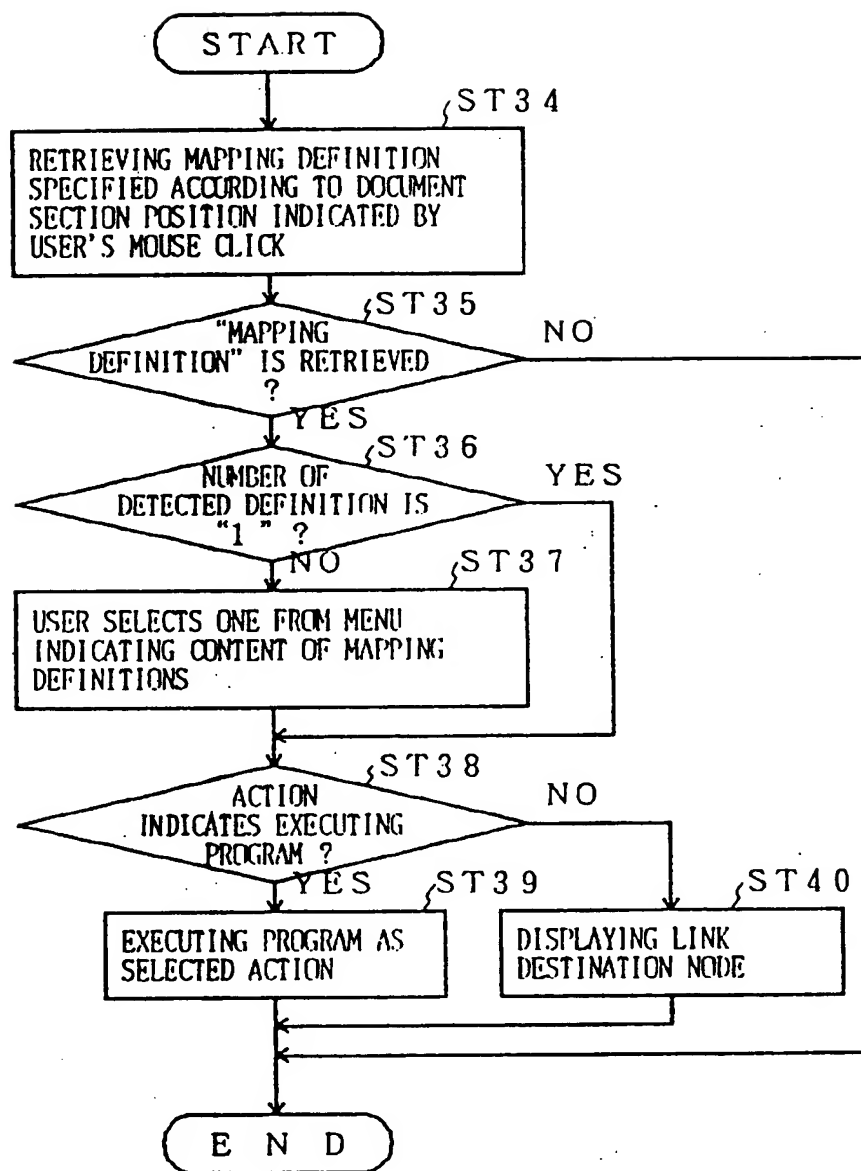 START
ST34
RETRIEVING MAPPING DEFINITION
SPECIFIED ACCORDING TO DOCUMENT
SECTION POSITION INDICATED BY
USER'S MOUSE CLICK
ST35
"MAPPING
DEFINITION" IS RETRIEVED
?
NO
YES
ST36
NUMBER OF
DETECTED DEFINITION IS
"1" ?
YES
NO
ST37
USER SELECTS ONE FROM MENU
INDICATING CONTENT OF MAPPING
DEFINITIONS
ST38
ACTION
INDICATES EXECUTING
PROGRAM ?
NO
YES
ST39
EXECUTING PROGRAM AS
SELECTED ACTION
ST40
DISPLAYING LINK
DESTINATION NODE
END